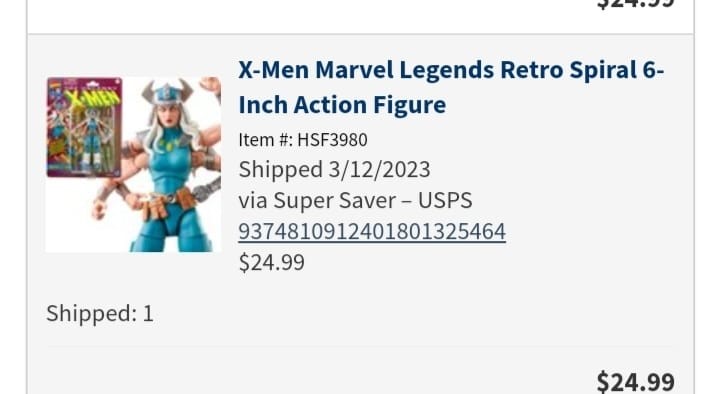 $24.99
X-Men Marvel Legends Retro Spiral 6-
Inch Action Figure
Item #: HSF3980
Shipped 3/12/2023
via Super Saver – USPS
9374810912401801325464
$24.99
X-MEN
Shipped: 1
$24.99